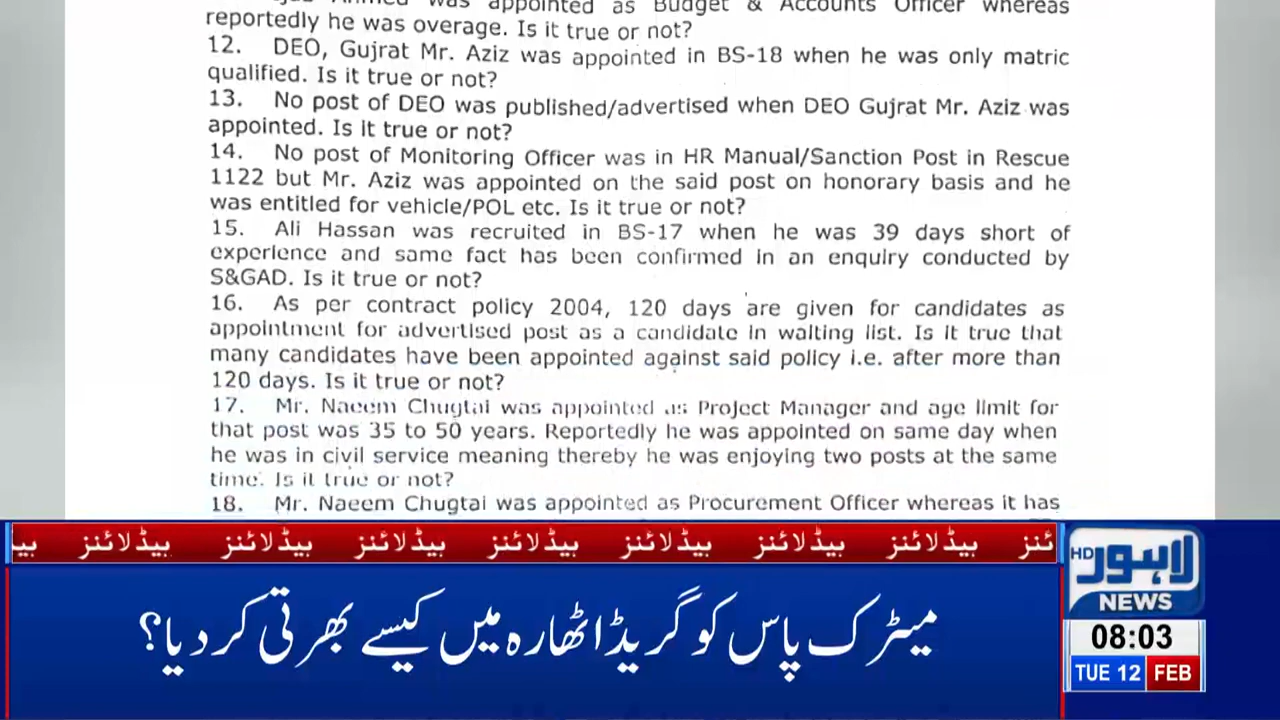 Ahmed was appointed as Budget & Accounts Officer whereas
reportedly he was overage. Is it true or not?
12. DEO, Gujrat Mr. Aziz was appointed in BS-18 when he was only matric
qualified. Is it true or not?
13. No post of DEO was published/advertised when DEO Gujrat Mr. Aziz was
appointed. Is it true or not?
14. No post of Monitoring Officer was in HR Manual/Sanction Post in Rescue
1122 but Mr. Aziz was appointed on the said post on honorary basis and he
was entitled for vehicle/POL etc. Is it true or not?
15. Ali Hassan was recruited in BS-17 when he was 39 days short of
experience and same fact has been confirmed in an enquiry conducted by
S&GAD. Is it true or not?
16. As per contract policy 2004, 120 days are given for candidates as
appointment for advertised post as a candidate in waiting list. Is it true that
many candidates have been appointed against said policy i.e. after more than
120 days. Is it true or not?
17. Mr. Naeem Chugtai was appointed as Project Manager and age limit for
that post was 35 to 50 years. Reportedly he was appointed on same day when
he was in civil service meaning thereby he was enjoying two posts at the same
time. Is it true or not?
18. Mr. Naeem Chugtai was appointed as Procurement Officer whereas it has
ئنز ہیڈلائنز ہیڈلائنز ہیڈلائنز ہیڈلائنز ہیڈلائنز ہیڈلائنز ہیڈلائنز ہی
میٹرک پاس کو گریڈ اٹھارہ میں کیسے بھرتی کر دیا؟
HD لاہور
NEWS
08:03
TUE 12 FEB